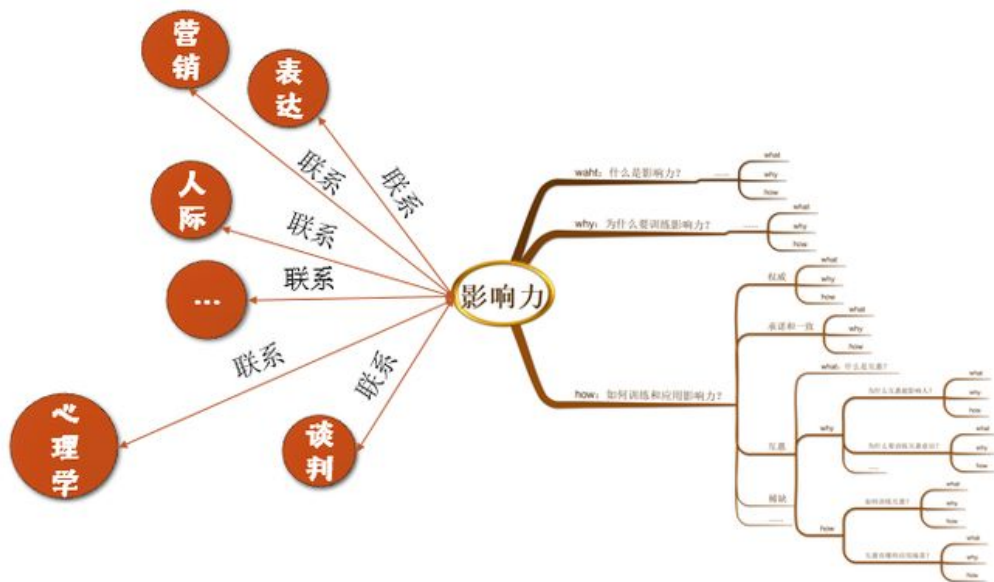 营销
表达
人际
...
心理学
谈判
联系
联系
联系
联系
联系
联系
影响力
waht：什么是影响力？
......
what
why
how
why：为什么要训练影响力？
......
what
why
how
how：如何训练和应用影响力？
权威
what
why
how
承诺和一致
what
why
how
互惠
what：什么是互惠？
why
为什么互惠能影响人？
what
why
how
为什么要训练互惠意识？
what
why
how
......
how
如何训练互惠？
what
why
how
互惠有哪些应用场景？
what
why
how
稀缺
......